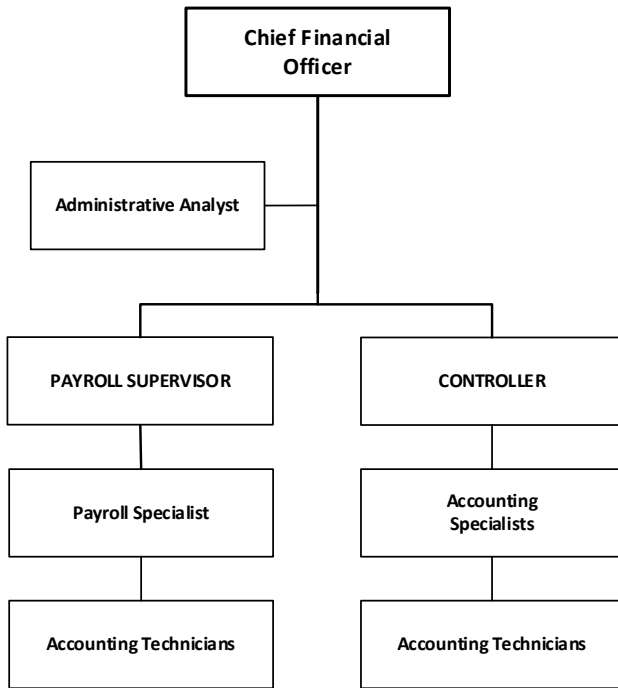 Chief Financial
Officer
Administrative Analyst
PAYROLL SUPERVISOR
CONTROLLER
Payroll Specialist
Accounting
Specialists
Accounting Technicians
Accounting Technicians